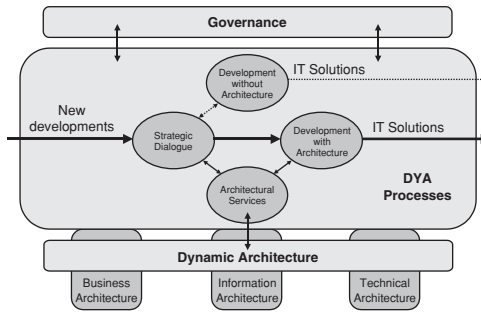 Governance
Development
without
Architecture
IT Solutions
New
developments
Strategic
Dialogue
Development
with
Architecture
IT Solutions
Architectural
Services
DYA
Processes
Dynamic Architecture
Business
Architecture
Information
Architecture
Technical
Architecture